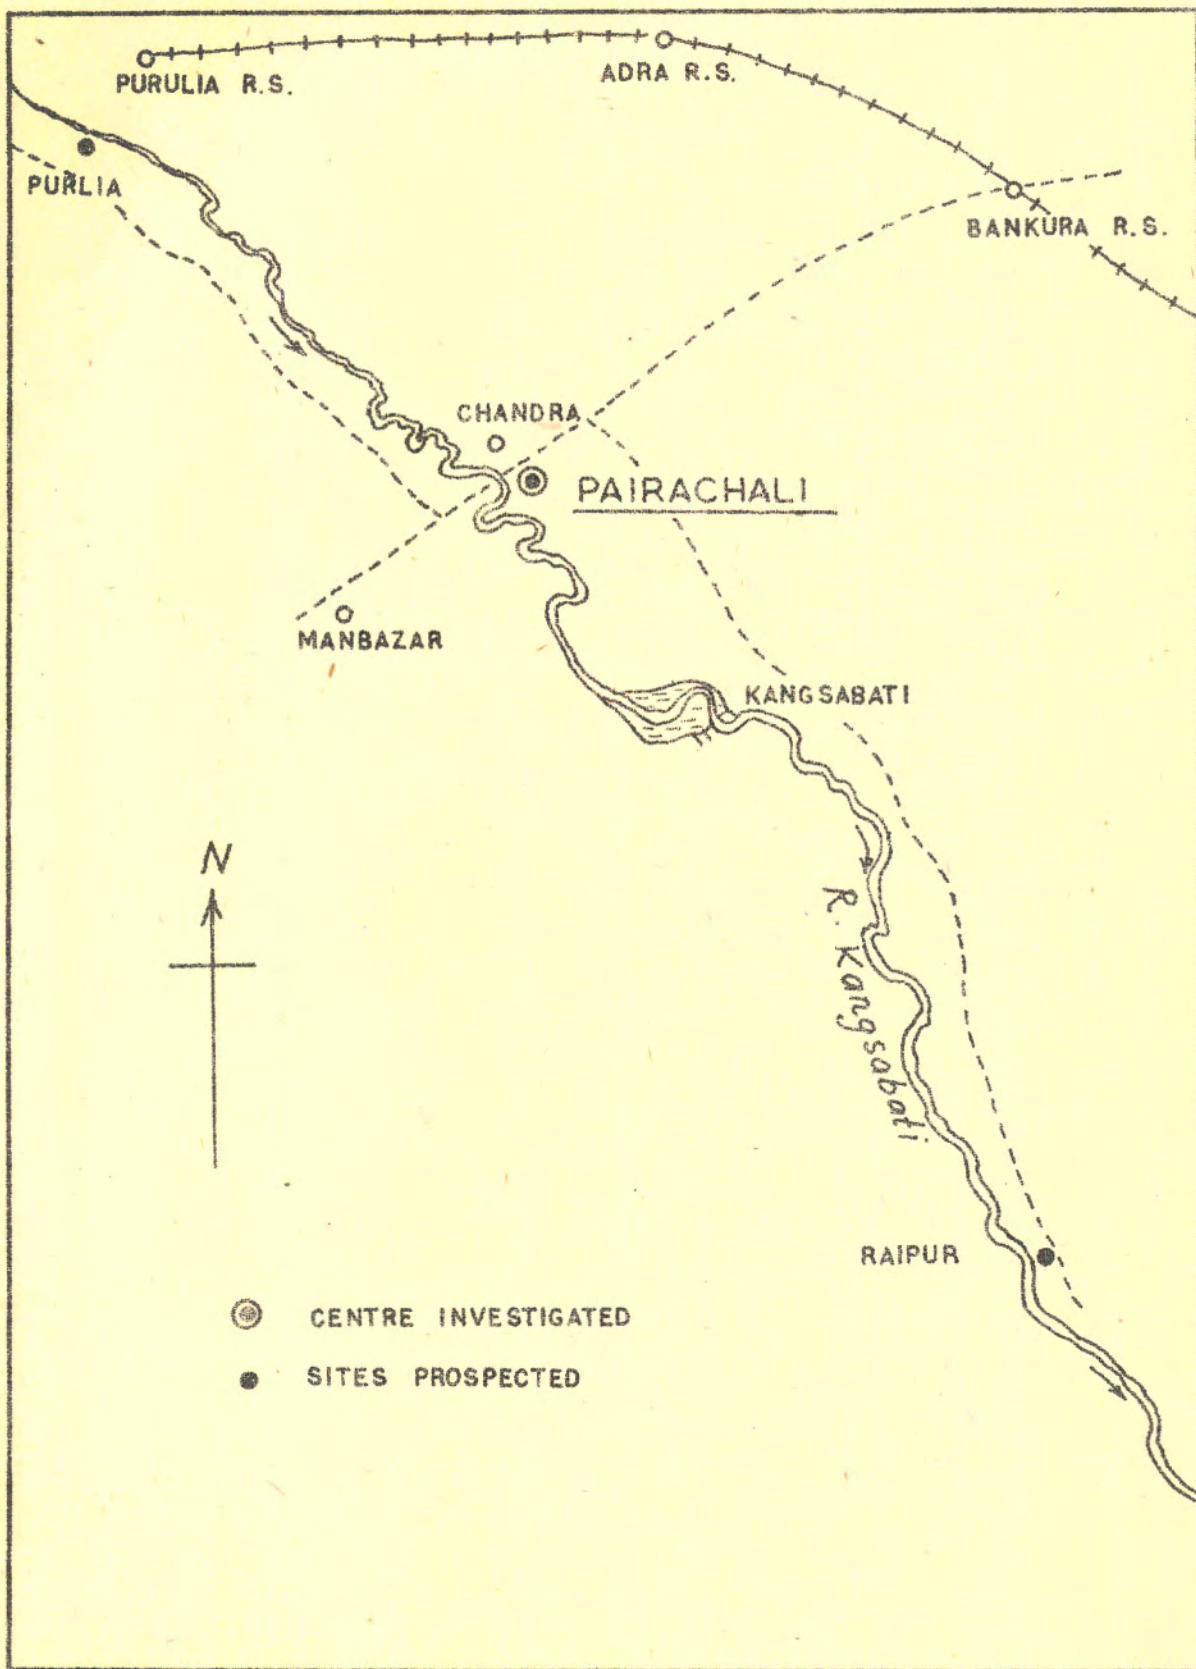 PURULIA R.S.
ADRA R.S.
PURLIA
BANKURA R.S.
CHANDRA
PAIRACHALI
MANBAZAR
KANGSABATI
N
R. Kangsabati
RAIPUR
CENTRE INVESTIGATED
SITES PROSPECTED